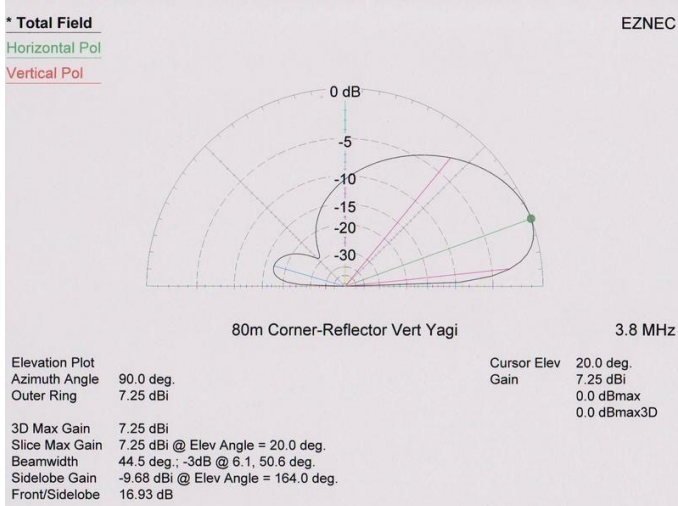 * Total Field
EZNEC
Horizontal Pol
Vertical Pol
0 dB
-5
-10
-15
-20
-30
80m Corner-Reflector Vert Yagi
3.8 MHz
Elevation Plot
Azimuth Angle 90.0 deg.
Outer Ring 7.25 dBi
3D Max Gain 7.25 dBi
Slice Max Gain 7.25 dBi @ Elev Angle = 20.0 deg.
Beamwidth 44.5 deg.; -3dB @ 6.1, 50.6 deg.
Sidelobe Gain -9.68 dBi @ Elev Angle = 164.0 deg.
Front/Sidelobe 16.93 dB
Cursor Elev 20.0 deg.
Gain 7.25 dBi
0.0 dBmax
0.0 dBmax3D